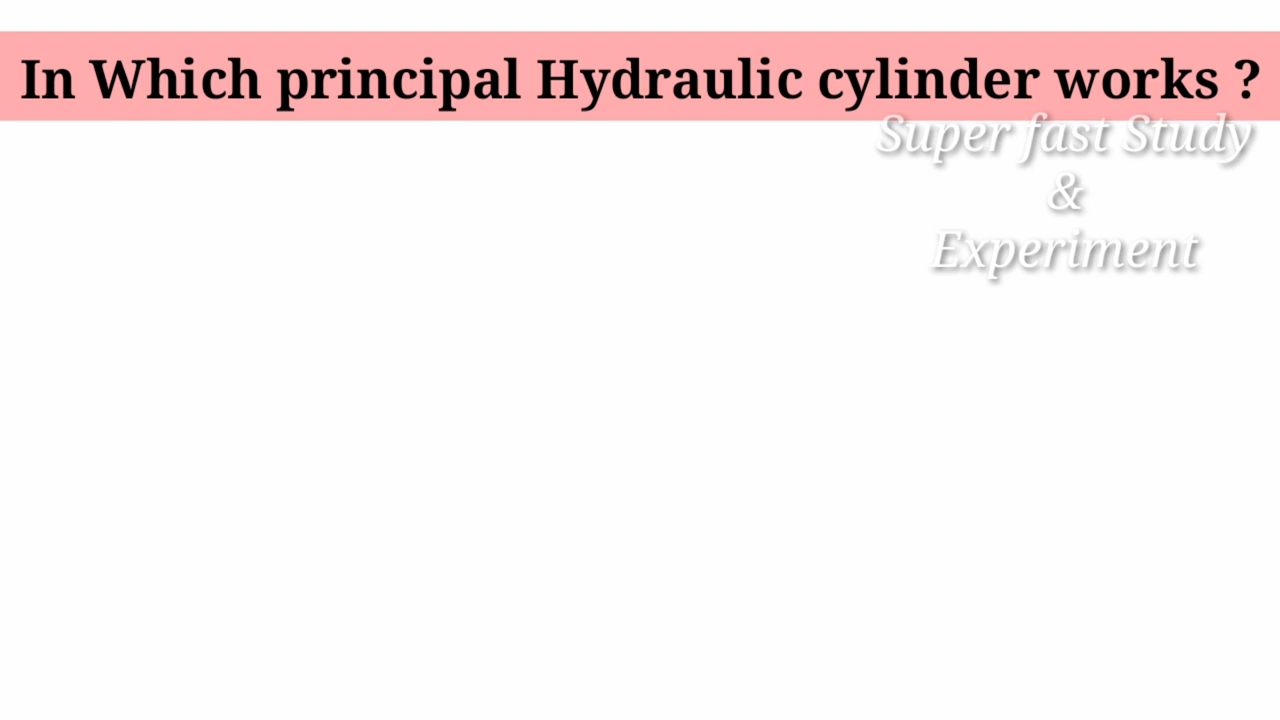 In Which principal Hydraulic cylinder works ?
Super fast Study
&
Experiment